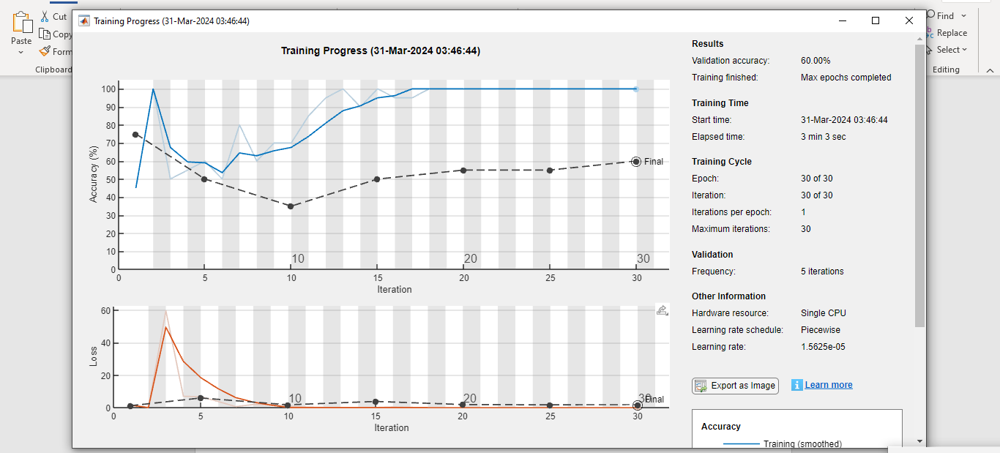 Cut
Copy
Form
Paste
Clipboard
Find
Replace
Select
Editing
Training Progress (31-Mar-2024 03:46:44)
Training Progress (31-Mar-2024 03:46:44)
Accuracy (%)
100
90
80
70
60
50
40
30
20
10
0
Final
10 20 30
0 5 10 15 20 25 30
Iteration
Loss
60
40
20
0
10 20 30 Final
0 5 10 15 20 25 30
Iteration
Results
Validation accuracy: 60.00%
Training finished: Max epochs completed
Training Time
Start time: 31-Mar-2024 03:46:44
Elapsed time: 3 min 3 sec
Training Cycle
Epoch: 30 of 30
Iteration: 30 of 30
Iterations per epoch: 1
Maximum iterations: 30
Validation
Frequency: 5 iterations
Other Information
Hardware resource: Single CPU
Learning rate schedule: Piecewise
Learning rate: 1.5625e-05
Export as Image
i Learn more
Accuracy
Training (smoothed)